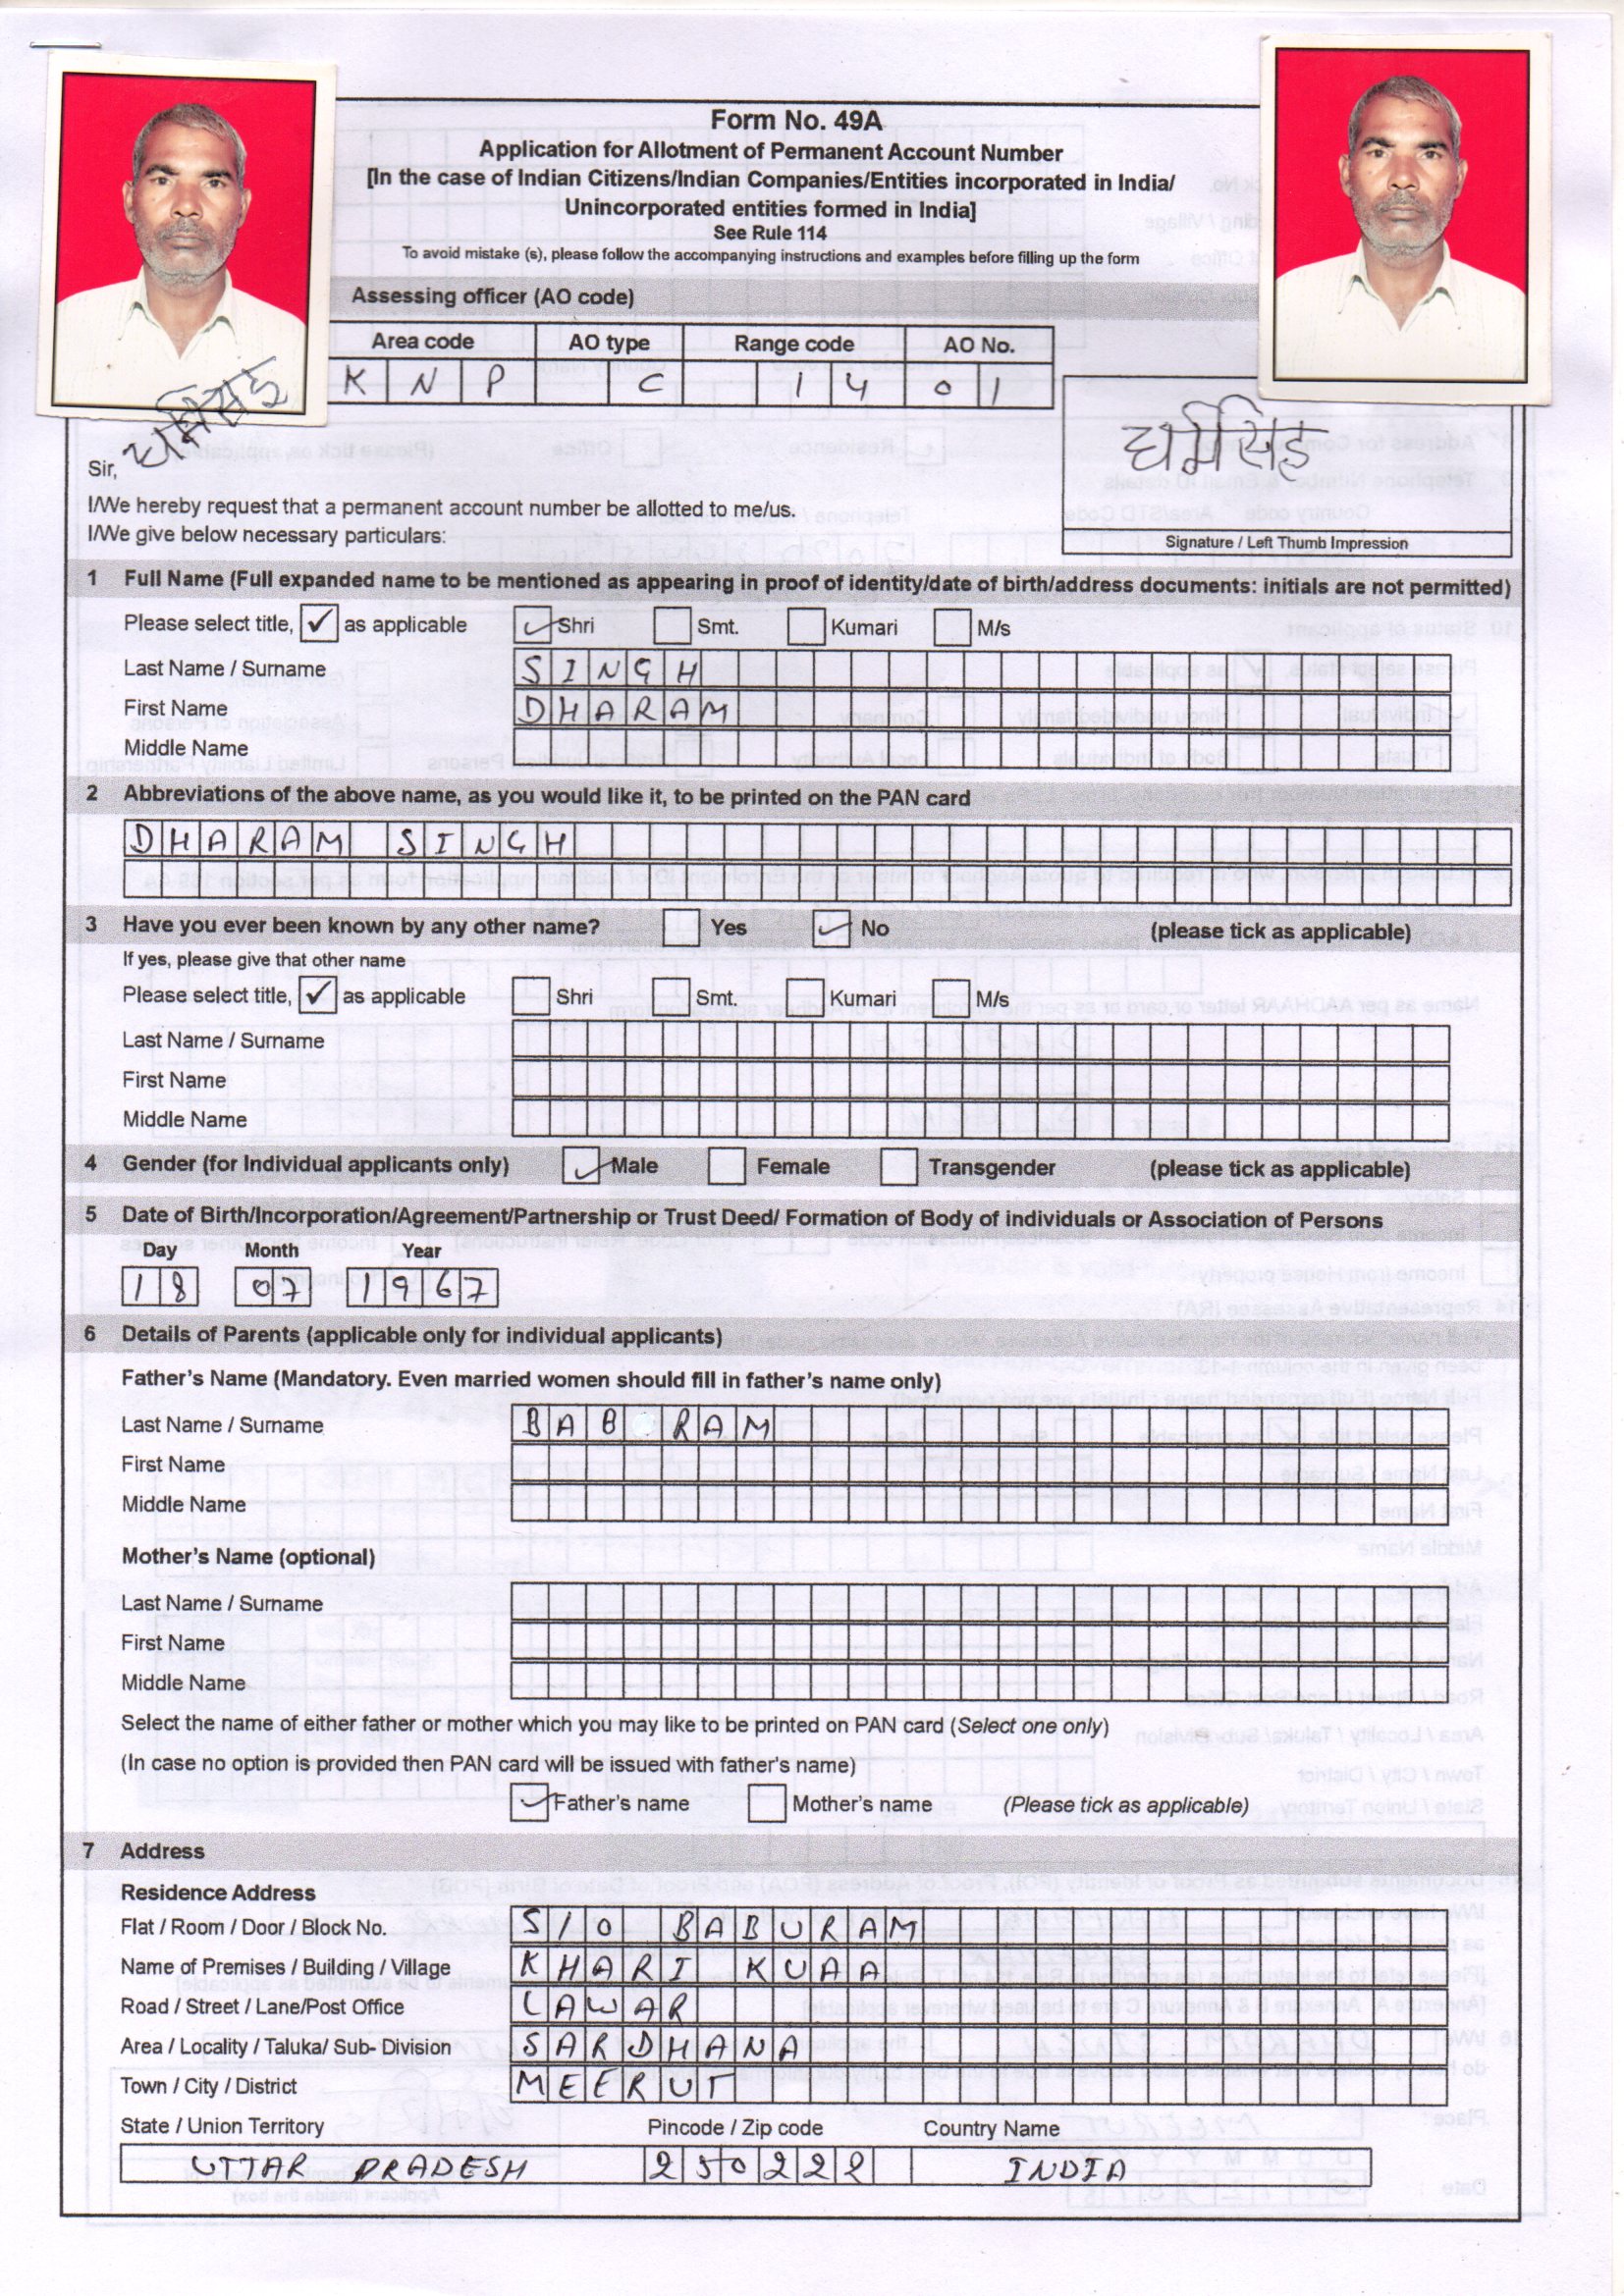 Form No. 49A
Application for Allotment of Permanent Account Number
[In the case of Indian Citizens/Indian Companies/Entities incorporated in India/
Unincorporated entities formed in India]
See Rule 114
To avoid mistake (s), please follow the accompanying instructions and examples before filling up the form
Assessing officer (AO code)
Area code AO type Range code AO No.
K N P C 1 4 0 1
धर्मसिंह
धर्मसिंह
Sir,
I/We hereby request that a permanent account number be allotted to me/us.
I/We give below necessary particulars:
Signature / Left Thumb Impression
1 Full Name (Full expanded name to be mentioned as appearing in proof of identity/date of birth/address documents: initials are not permitted)
Please select title, ✓ as applicable ✓ Shri Smt. Kumari M/s
Last Name / Surname SINGH
First Name DHARAM
Middle Name
2 Abbreviations of the above name, as you would like it, to be printed on the PAN card
DHARAM SINGH
3 Have you ever been known by any other name? Yes ✓ No (please tick as applicable)
If yes, please give that other name
Please select title, ✓ as applicable Shri Smt. Kumari M/s
Last Name / Surname
First Name
Middle Name
4 Gender (for Individual applicants only) ✓ Male Female Transgender (please tick as applicable)
5 Date of Birth/Incorporation/Agreement/Partnership or Trust Deed/ Formation of Body of individuals or Association of Persons
Day Month Year
18 07 1967
6 Details of Parents (applicable only for individual applicants)
Father's Name (Mandatory. Even married women should fill in father's name only)
Last Name / Surname BAB RAM
First Name
Middle Name
Mother's Name (optional)
Last Name / Surname
First Name
Middle Name
Select the name of either father or mother which you may like to be printed on PAN card (Select one only)
(In case no option is provided then PAN card will be issued with father's name)
✓ Father's name Mother's name (Please tick as applicable)
7 Address
Residence Address
Flat / Room / Door / Block No. S/O BABURAM
Name of Premises / Building / Village KHARI KUAA
Road / Street / Lane/Post Office LAWAR
Area / Locality / Taluka/ Sub- Division SARDHANA
Town / City / District MEERUT
State / Union Territory Pincode / Zip code Country Name
UTTAR PRADESH 250222 INDIA